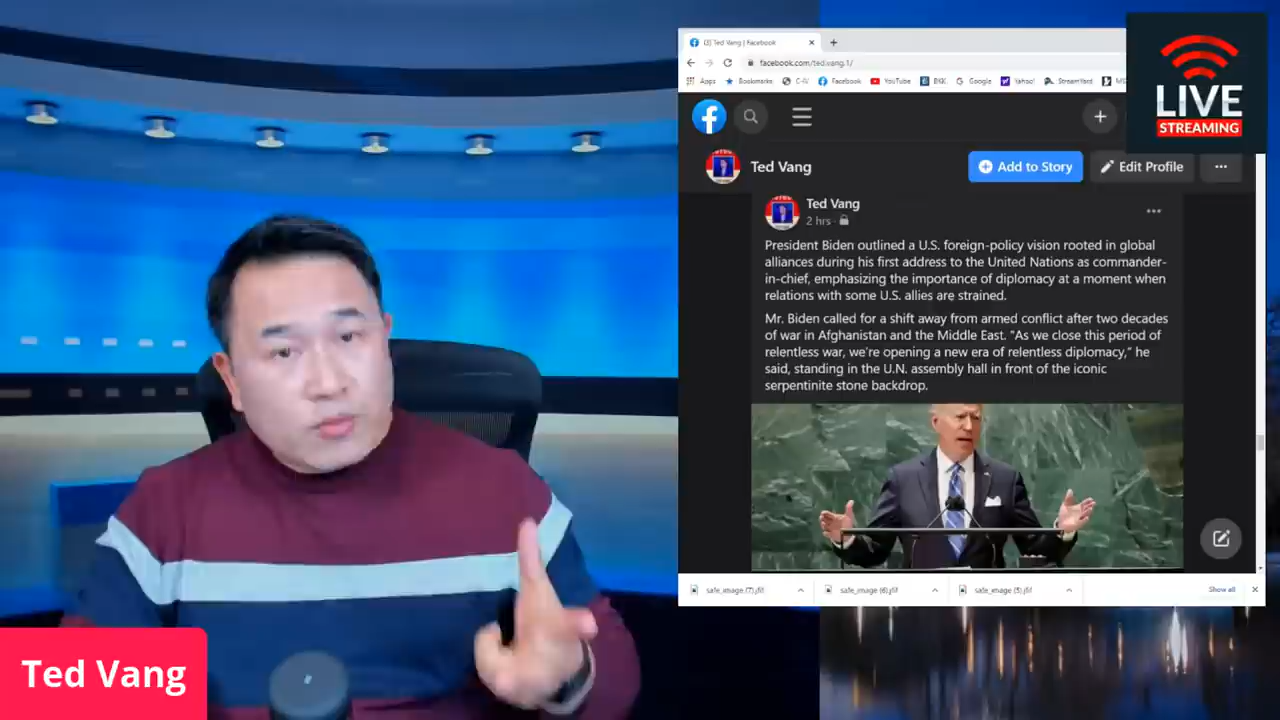 (3) Ted Vang | Facebook
facebook.com/ted.vang.1/
Apps Bookmarks C-IV Facebook YouTube BKK Google Yahoo! StreamYard
LIVE
STREAMING
Ted Vang
Add to Story
Edit Profile
Ted Vang
2 hrs ·
President Biden outlined a U.S. foreign-policy vision rooted in global
alliances during his first address to the United Nations as commander-
in-chief, emphasizing the importance of diplomacy at a moment when
relations with some U.S. allies are strained.
Mr. Biden called for a shift away from armed conflict after two decades
of war in Afghanistan and the Middle East. "As we close this period of
relentless war, we're opening a new era of relentless diplomacy," he
said, standing in the U.N. assembly hall in front of the iconic
serpentinite stone backdrop.
safe_image (7).jfif
safe_image (6).jfif
safe_image (5).jfif
Show all
Ted Vang